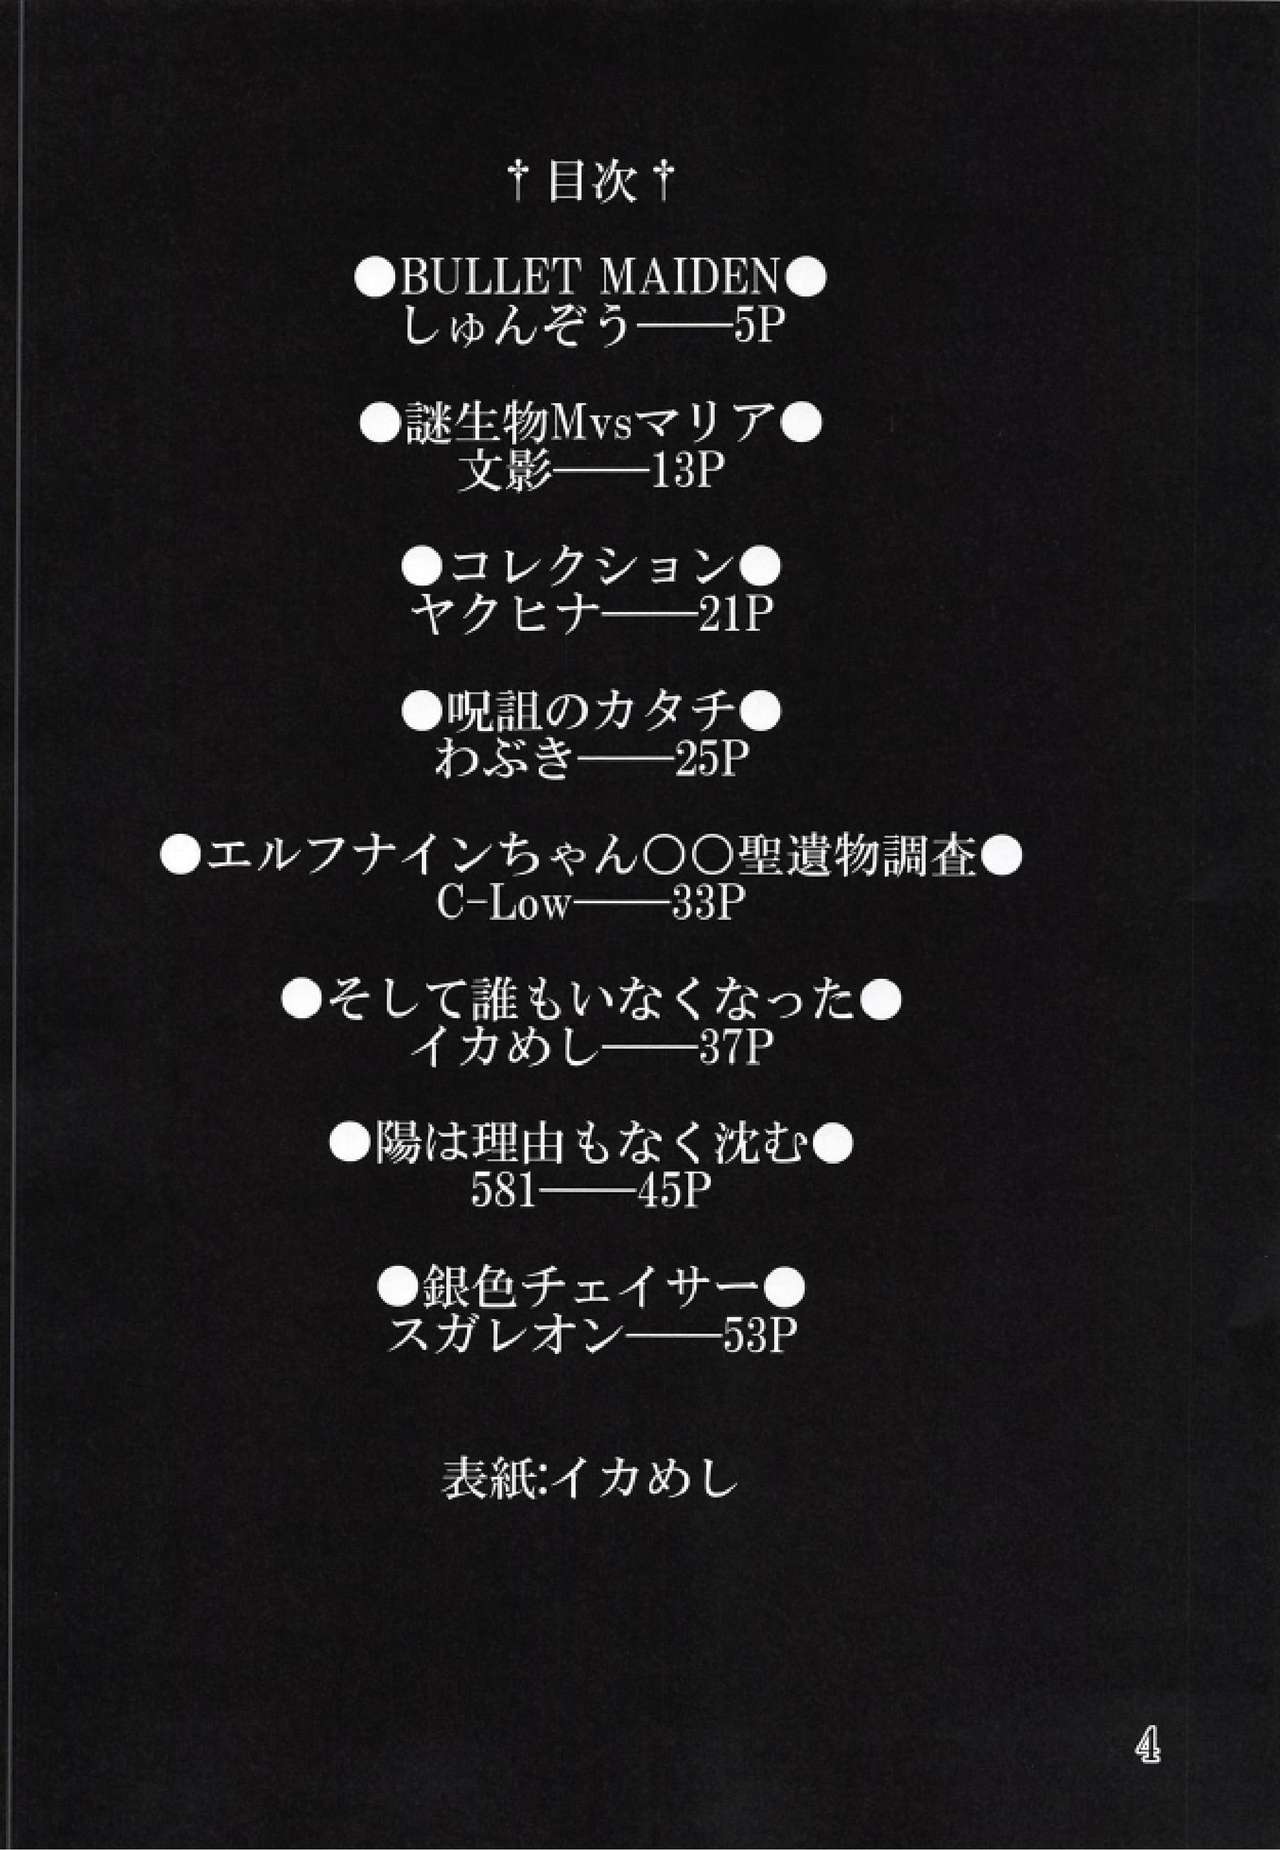 †目次†
●BULLET MAIDEN●
しゅんぞう――5P
●謎生物Mvsマリア●
文影――13P
●コレクション●
ヤクヒナ――21P
●呪詛のカタチ●
わぶき――25P
●エルフナインちゃん〇〇聖遺物調査●
C-Low――33P
●そして誰もいなくなった●
イカめし――37P
●陽は理由もなく沈む●
581――45P
●銀色チェイサー●
スガレオン――53P
表紙:イカめし
4